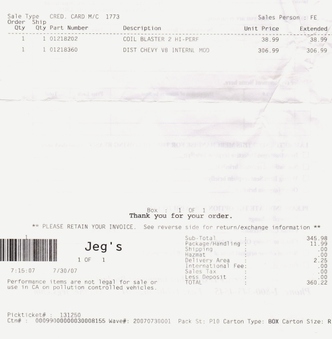 Sale Type CRED. CARD M/C 1773 Sales Person : FE
Order Ship
Qty Qty Part Number Description Unit Price Extended
1 1 01218202 COIL BLASTER 2 HI-PERF 38.99 38.99
1 1 01218360 DIST CHEVY V8 INTERNL MOD 306.99 306.99
Box : 1 OF 1
Thank you for your order.
** PLEASE RETAIN YOUR INVOICE. See reverse side for return/exchange information **
Jeg's
1 OF 1
7:15:07 7/30/07
Performance items are not legal for sale or
use in CA on pollution controlled vehicles.
Sub-Total 345.98
Package/Handling 11.99
Shipping .00
Hazmat .00
Delivery Area 2.25
International Fee: .00
Sales Tax .00
Less Deposit .00
TOTAL 360.22
Pickticket# : 131250
Ctn# : 00099100000030008155 Wave#: 20070730001 Pack St: P10 Carton Type: BOX Carton Size: R